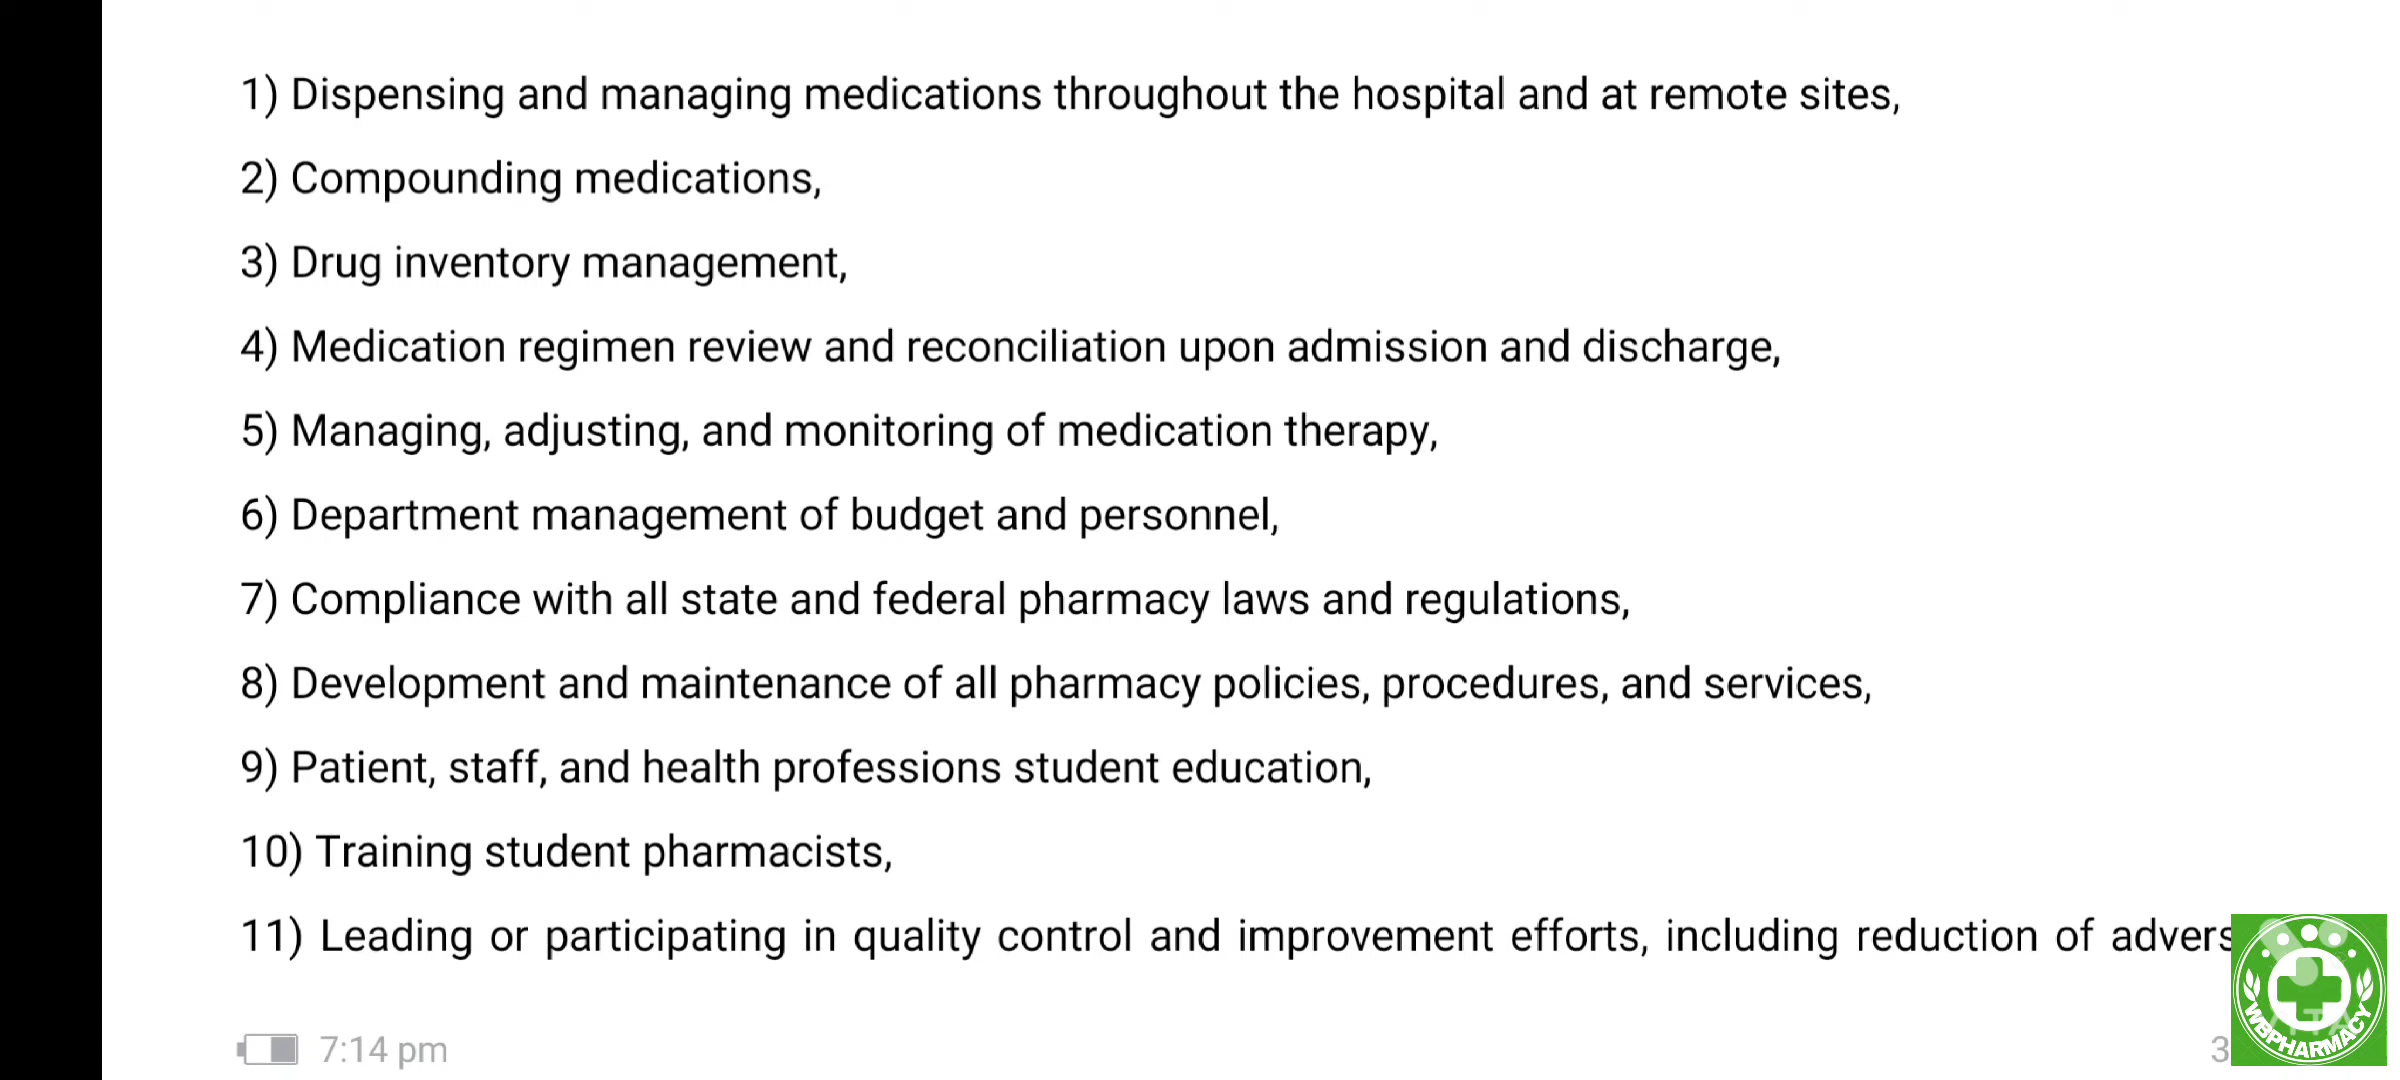 1) Dispensing and managing medications throughout the hospital and at remote sites,
2) Compounding medications,
3) Drug inventory management,
4) Medication regimen review and reconciliation upon admission and discharge,
5) Managing, adjusting, and monitoring of medication therapy,
6) Department management of budget and personnel,
7) Compliance with all state and federal pharmacy laws and regulations,
8) Development and maintenance of all pharmacy policies, procedures, and services,
9) Patient, staff, and health professions student education,
10) Training student pharmacists,
11) Leading or participating in quality control and improvement efforts, including reduction of advers
7:14 pm
3
WBPHARMACY